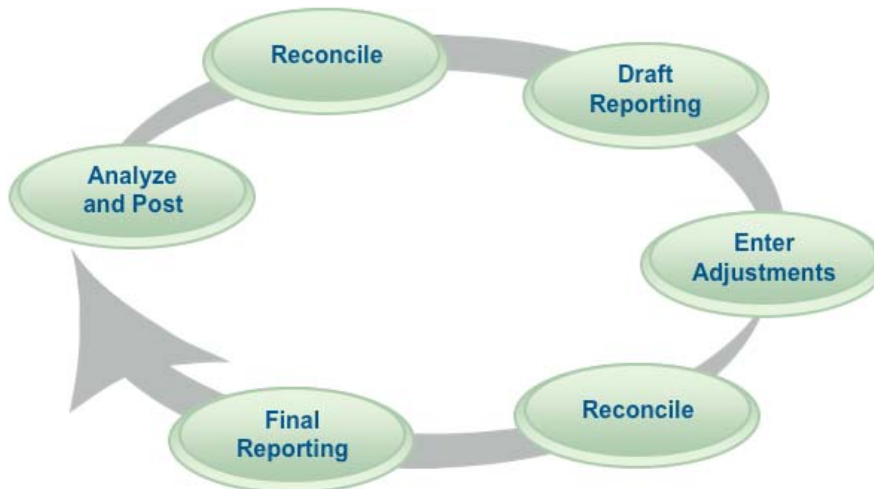 Reconcile
Draft
Reporting
Analyze
and Post
Enter
Adjustments
Reconcile
Final
Reporting